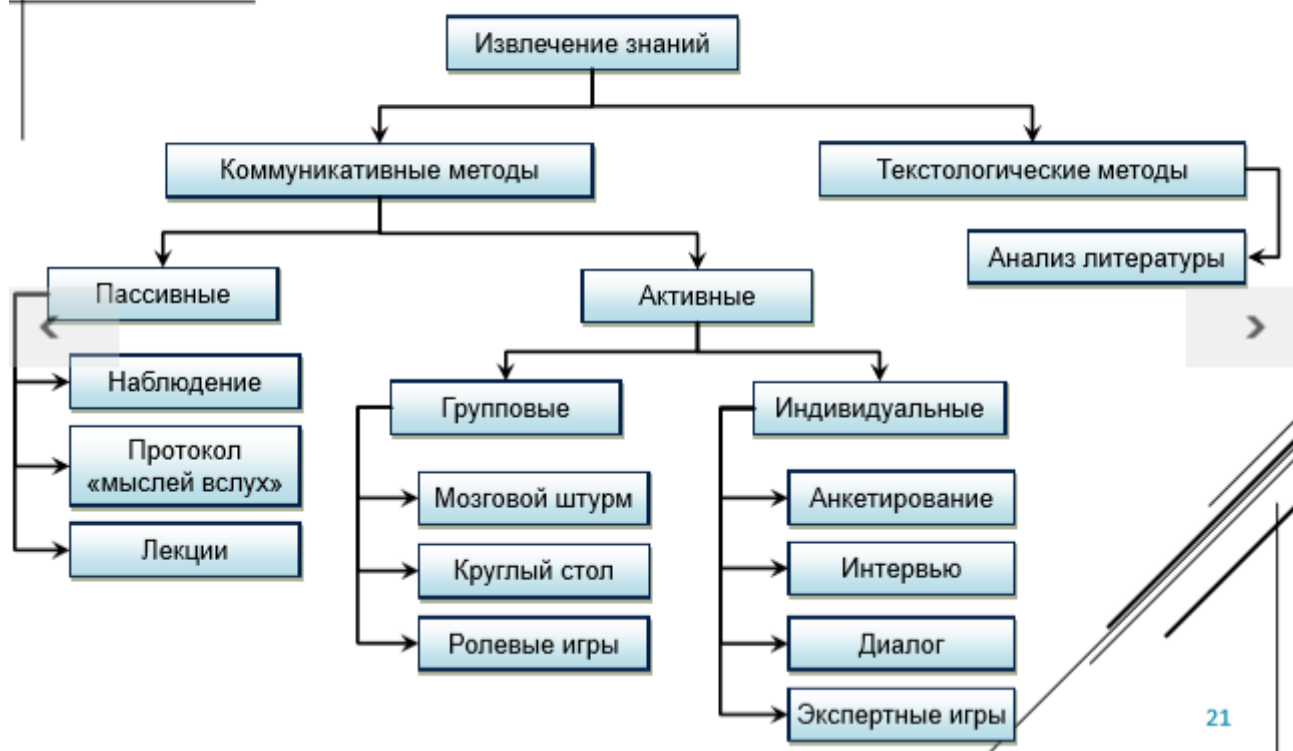 Извлечение знаний
Коммуникативные методы
Текстологические методы
Анализ литературы
Пассивные
Активные
Наблюдение
Протокол
«мыслей вслух»
Лекции
Групповые
Мозговой штурм
Круглый стол
Ролевые игры
Индивидуальные
Анкетирование
Интервью
Диалог
Экспертные игры
21